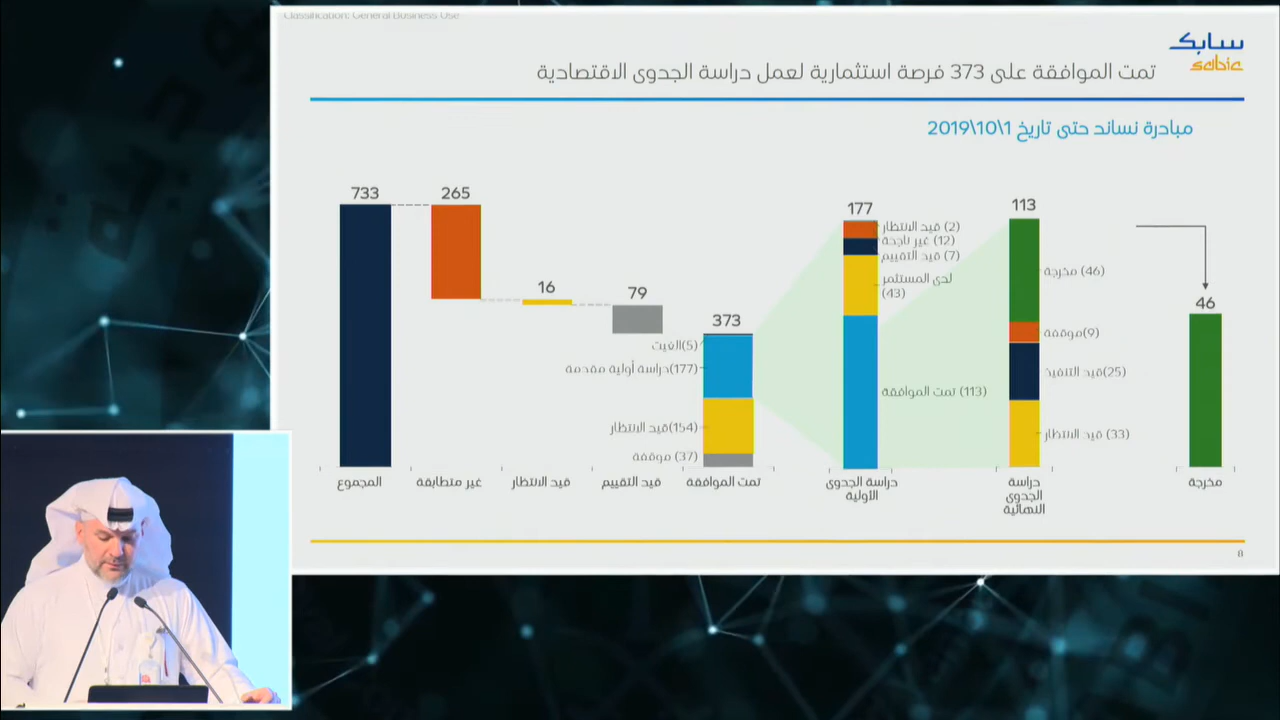 Classification: General Business Use
سابك
sabic
تمت الموافقة على 373 فرصة استثمارية لعمل دراسة الجدوى الاقتصادية
مبادرة نساند حتى تاريخ 1\10\2019
733
265
16
79
373
الغيت(5)
دراسة أولية مقدمة(177)
قيد الانتظار(154)
موقفة (37)
177
قيد الانتظار (2)
غير ناجحة (12)
قيد التقييم (7)
لدى المستثمر
(43)
تمت الموافقة (113)
113
مخرجة (46)
موقفة(9)
قيد التنفيذ(25)
قيد الانتظار (33)
46
المجموع
غير متطابقة
قيد الانتظار
قيد التقييم
تمت الموافقة
دراسة الجدوى
الأولية
دراسة
الجدوى
النهائية
مخرجة